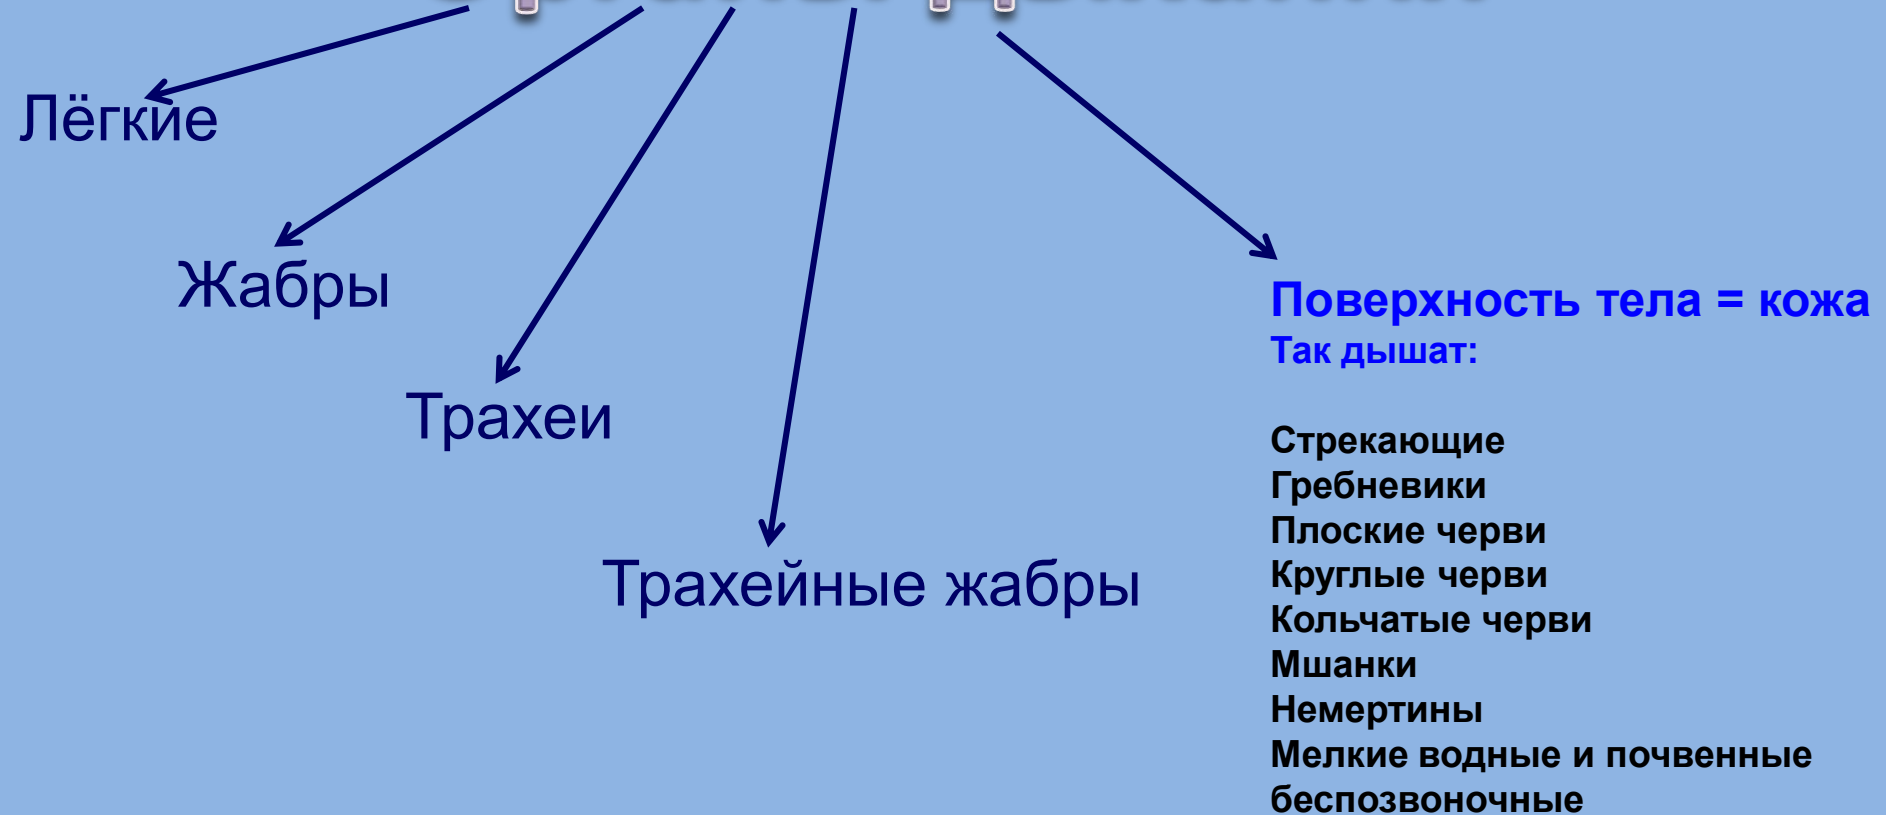 Лёгкие
Жабры
Трахеи
Трахейные жабры
Поверхность тела = кожа
Так дышат:
Стрекающие
Гребневики
Плоские черви
Круглые черви
Кольчатые черви
Мшанки
Немертины
Мелкие водные и почвенные
беспозвоночные